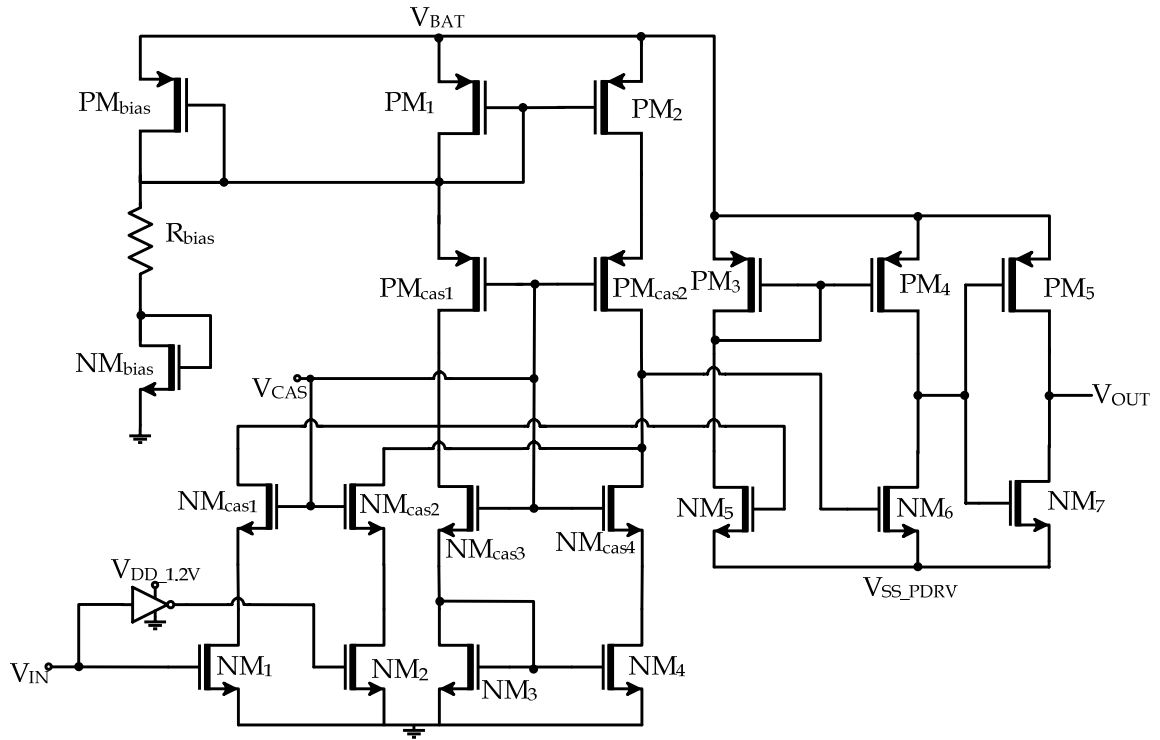 VBAT
PMbias
PM1
PM2
Rbias
PMcas1
PMcas2
PM3
PM4
PM5
NMbias
VCAS
VOUT
NMcas1
NMcas2
NMcas3
NMcas4
NM5
NM6
NM7
VDD_1.2V
VSS_PDRV
VIN
NM1
NM2
NM3
NM4